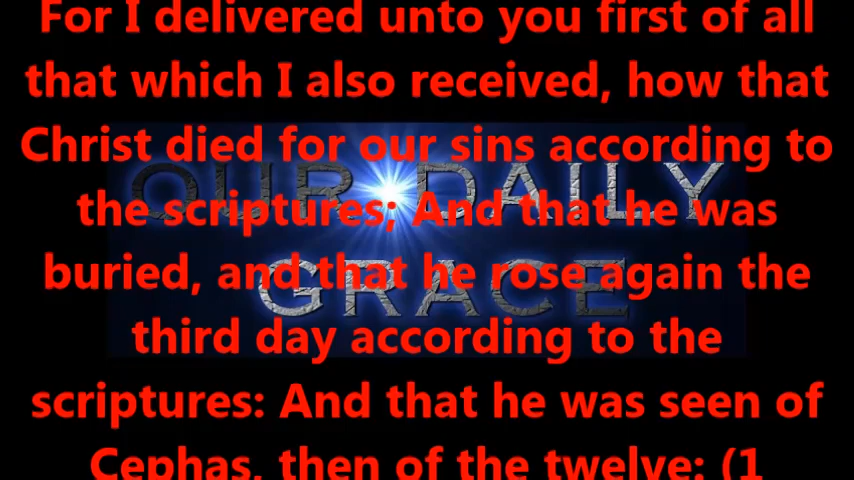 For I delivered unto you first of all
that which I also received, how that
Christ died for our sins according to
the scriptures; And that he was
buried, and that he rose again the
third day according to the
scriptures: And that he was seen of
Cephas, then of the twelve: (1
OUR DAILY
GRACE